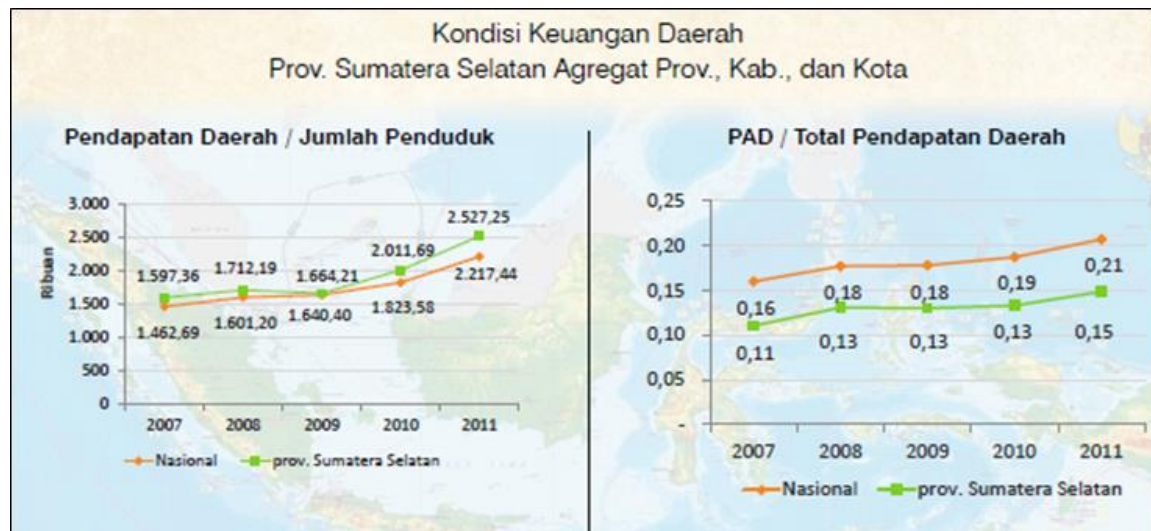 Kondisi Keuangan Daerah
Prov. Sumatera Selatan Agregat Prov., Kab., dan Kota
Pendapatan Daerah / Jumlah Penduduk
Ribuan
3.000
2.500
2.000
1.500
1.000
500
0
1.597,36
1.712,19
1.664,21
2.011,69
2.527,25
1.462,69
1.601,20
1.640,40
1.823,58
2.217,44
2007 2008 2009 2010 2011
Nasional prov. Sumatera Selatan
PAD / Total Pendapatan Daerah
0,25
0,20
0,15
0,10
0,05
-
0,16 0,18 0,18 0,19 0,21
0,11 0,13 0,13 0,13 0,15
2007 2008 2009 2010 2011
Nasional prov. Sumatera Selatan